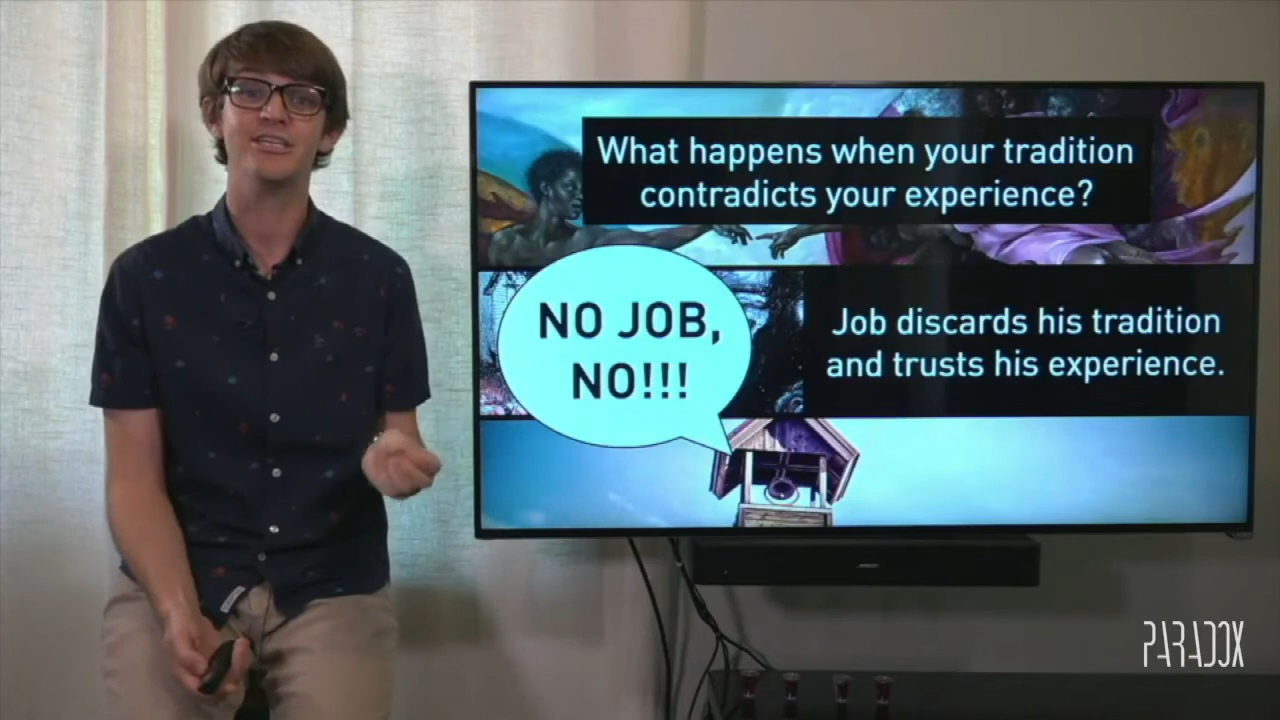 What happens when your tradition
contradicts your experience?
NO JOB,
NO!!!
Job discards his tradition
and trusts his experience.
BOSE
PARADOX